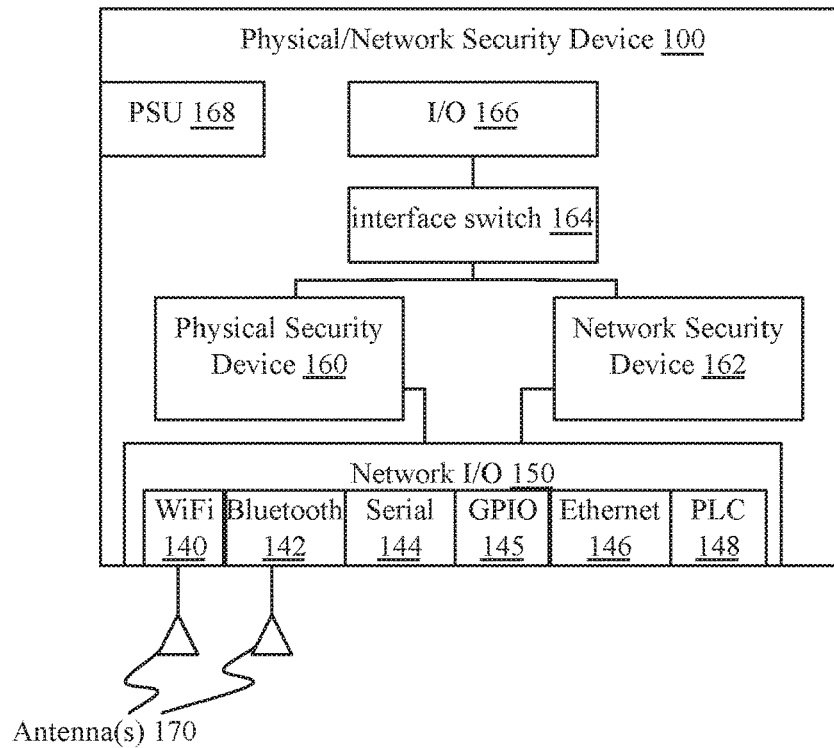 Physical/Network Security Device 100
PSU 168
I/O 166
interface switch 164
Physical Security
Device 160
Network Security
Device 162
Network I/O 150
WiFi
140
Bluetooth
142
Serial
144
GPIO
145
Ethernet
146
PLC
148
Antenna(s) 170